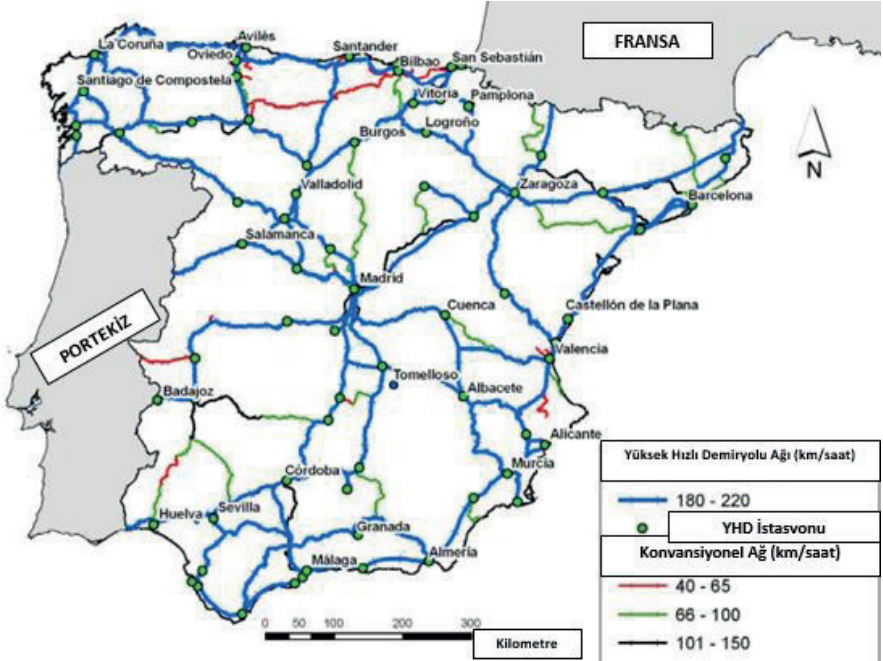 FRANSA
La Coruña
Avilés
Oviedo
Santander
Bilbao
San Sebastián
Santiago de Compostela
Vitoria
Pamplona
Burgos
Logroño
N
Valladolid
Zaragoza
Barcelona
Salamanca
Madrid
Cuenca
Castellón de la Plana
PORTEKİZ
Valencia
Tomelloso
Badajoz
Albacete
Alicante
Murcia
Córdoba
Huelva
Sevilla
Granada
Málaga
Almería
0 50 100 200 300
Kilometre
Yüksek Hızlı Demiryolu Ağı (km/saat)
180 - 220
YHD İstasvonu
Konvansiyonel Ağ (km/saat)
40 - 65
66 - 100
101 - 150